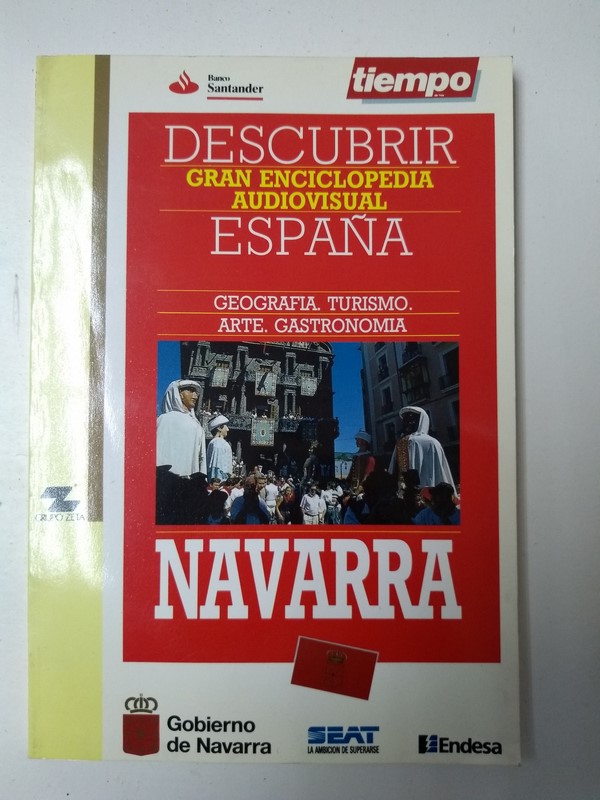 Banco
Santander
tiempo
DESCUBRIR
GRAN ENCICLOPEDIA
AUDIOVISUAL
ESPAÑA
GEOGRAFIA. TURISMO.
ARTE. GASTRONOMIA
GRUPO ZETA
NAVARRA
Gobierno
de Navarra
SEAT
LA AMBICION DE SUPERARSE
Endesa